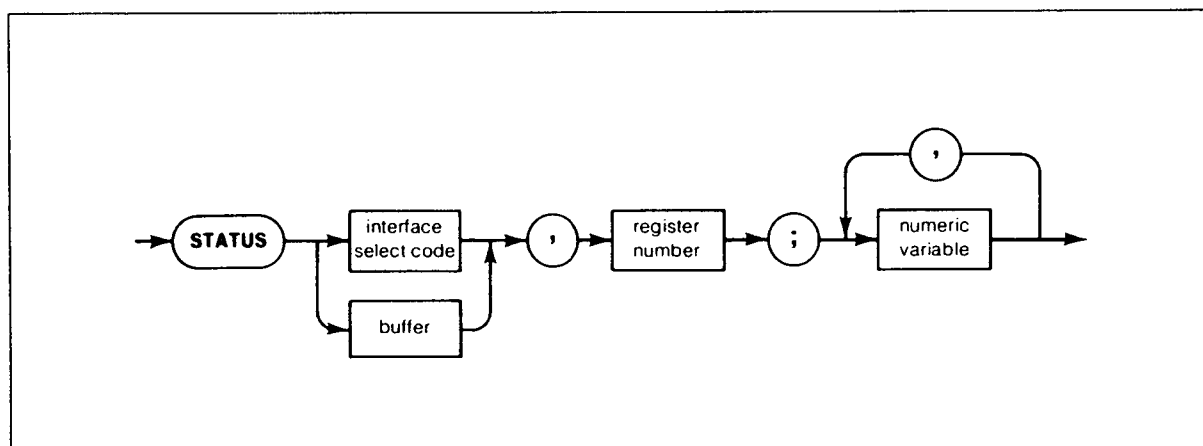 ,
STATUS
interface
select code
,
register
number
;
numeric
variable
buffer